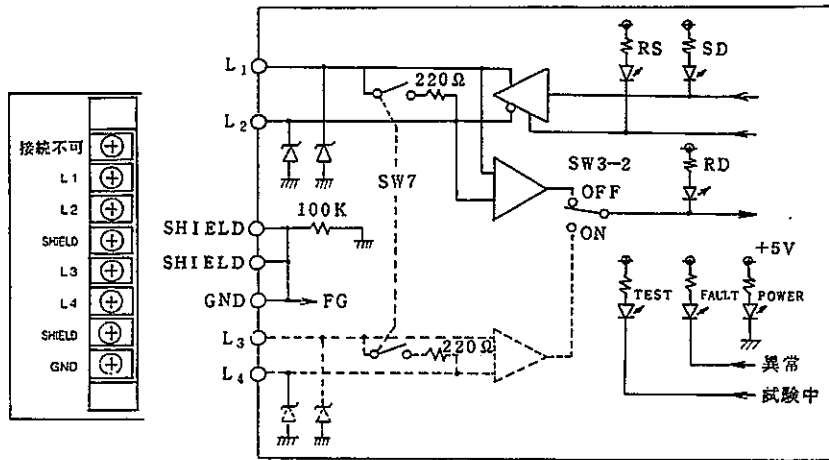 接続不可
L1
L2
SHIELD
L3
L4
SHIELD
GND
L1
L2
SHIELD
SHIELD
GND
L3
L4
220Ω
SW7
100K
FG
220Ω
RS
SD
SW3-2
OFF
ON
RD
+5V
TEST
FAULT
POWER
異常
試験中